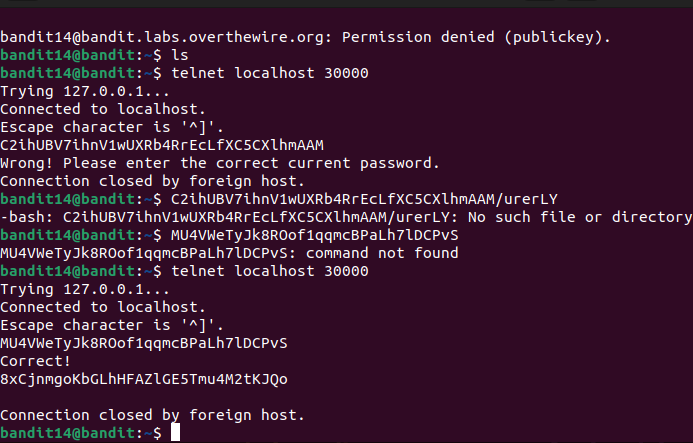 bandit14@bandit.labs.overthewire.org: Permission denied (publickey).
bandit14@bandit:~$ ls
bandit14@bandit:~$ telnet localhost 30000
Trying 127.0.0.1...
Connected to localhost.
Escape character is '^]'.
C2ihUBV7ihnV1wUXRb4RrEcLfXC5CXlhmAAM
Wrong! Please enter the correct current password.
Connection closed by foreign host.
bandit14@bandit:~$ C2ihUBV7ihnV1wUXRb4RrEcLfXC5CXlhmAAM/urerLY
-bash: C2ihUBV7ihnV1wUXRb4RrEcLfXC5CXlhmAAM/urerLY: No such file or directory
bandit14@bandit:~$ MU4VWeTyJk8ROof1qqmcBPaLh7lDCPvS
MU4VWeTyJk8ROof1qqmcBPaLh7lDCPvS: command not found
bandit14@bandit:~$ telnet localhost 30000
Trying 127.0.0.1...
Connected to localhost.
Escape character is '^]'.
MU4VWeTyJk8ROof1qqmcBPaLh7lDCPvS
Correct!
8xCjnmgoKbGLhHFAZlGE5Tmu4M2tKJQo
Connection closed by foreign host.
bandit14@bandit:~$